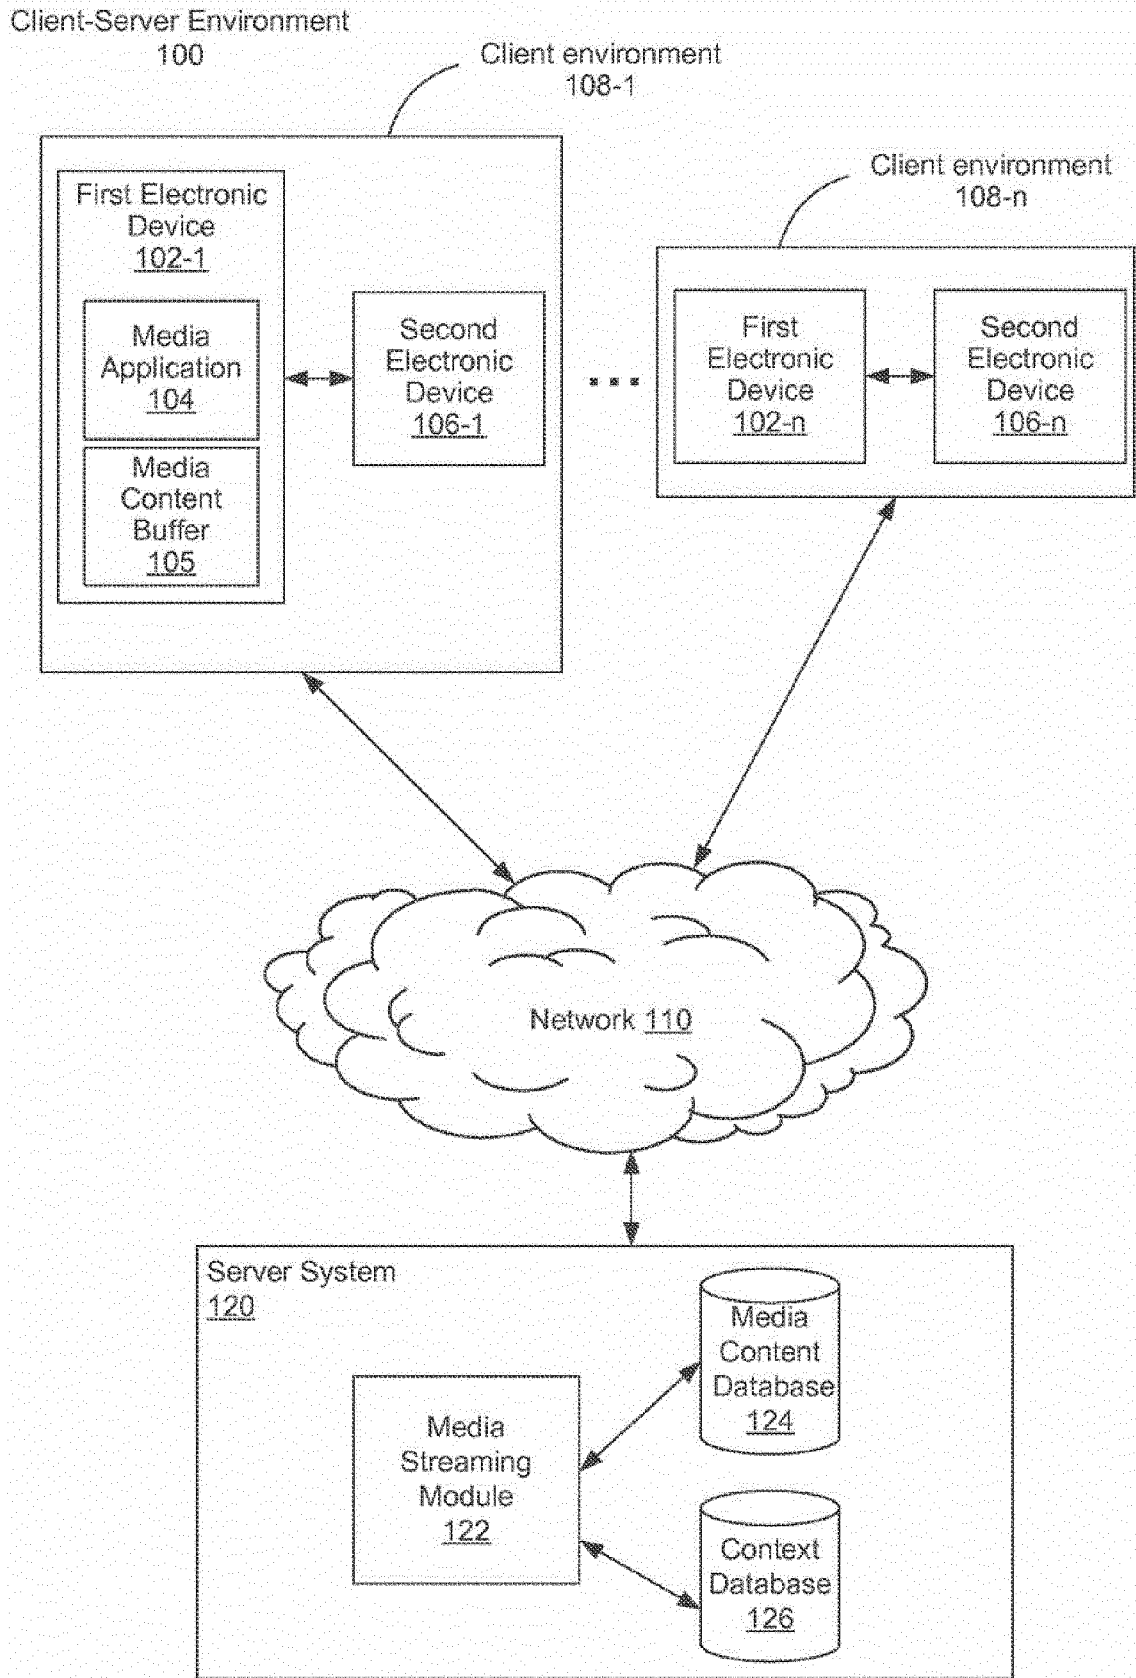 Client-Server Environment
100
Client environment
108-1
Client environment
108-n
First Electronic
Device
102-1
Media
Application
104
Media
Content
Buffer
105
Second
Electronic
Device
106-1
...
First
Electronic
Device
102-n
Second
Electronic
Device
106-n
Network 110
Server System
120
Media
Streaming
Module
122
Media
Content
Database
124
Context
Database
126